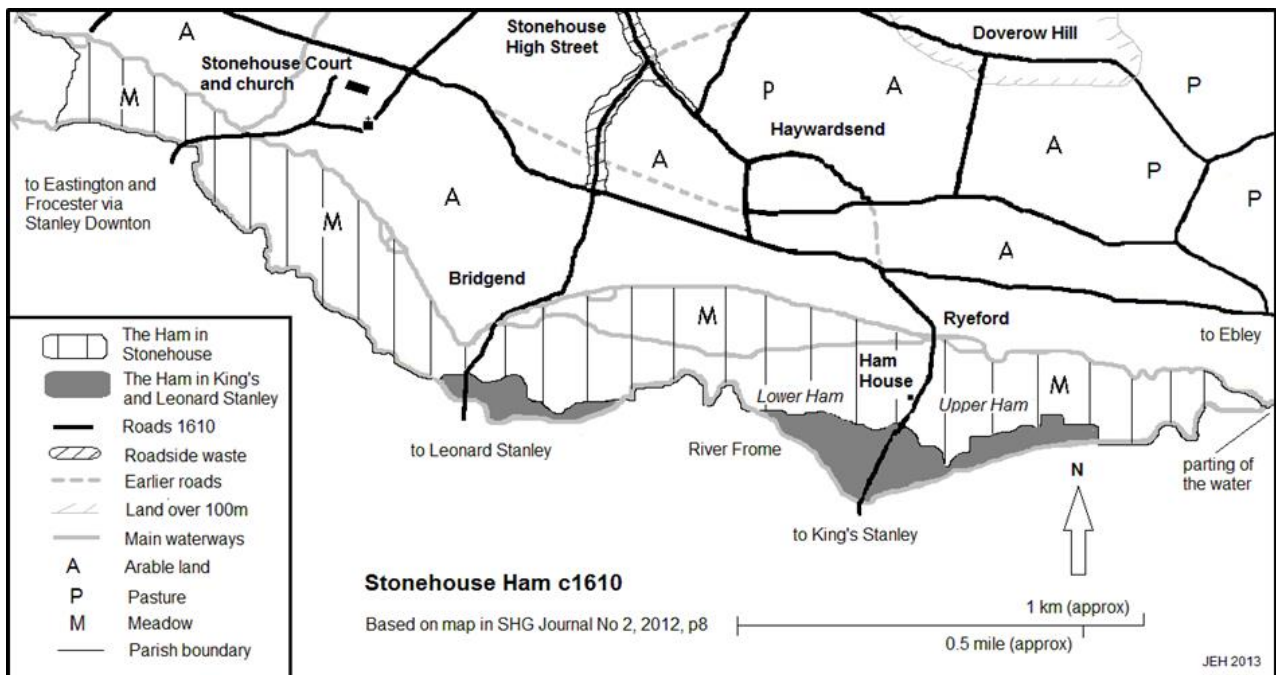 A
Stonehouse Court
and church
Stonehouse
High Street
Doverow Hill
P
M
P
A
Haywardsend
A
A
P
P
to Eastington and
Frocester via
Stanley Downton
M
A
A
Bridgend
M
Ryeford
to Ebley
Ham
House
Lower Ham
Upper Ham
M
to Leonard Stanley
River Frome
parting of
the water
N
to King's Stanley
The Ham in
Stonehouse
The Ham in King's
and Leonard Stanley
Roads 1610
Roadside waste
Earlier roads
Land over 100m
Main waterways
A Arable land
P Pasture
M Meadow
Parish boundary
Stonehouse Ham c1610
Based on map in SHG Journal No 2, 2012, p8
1 km (approx)
0.5 mile (approx)
JEH 2013